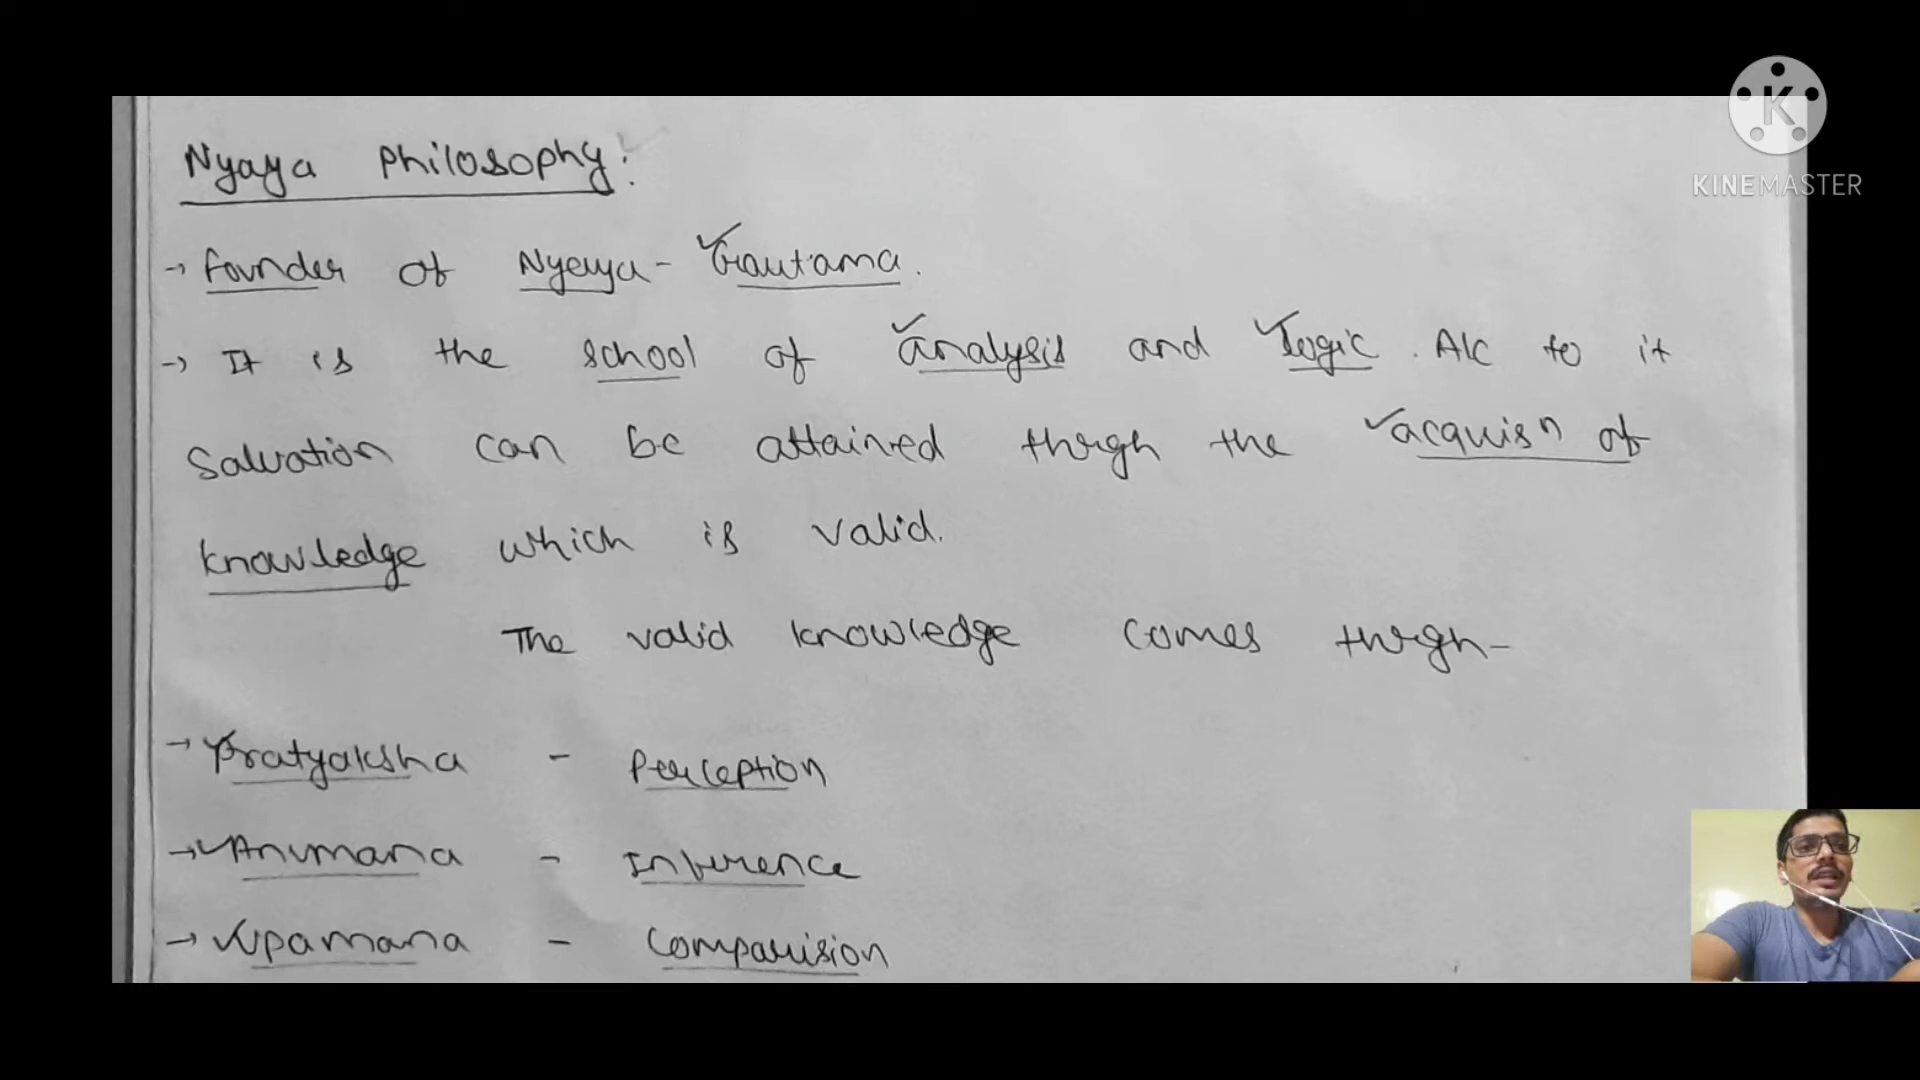 Nyaya Philosophy:
K
KINEMASTER
→ founder of Nyaya - Gautama.
→ It is the school of analysis and logic. A/c to it
Salvation can be attained thrgh the acquisn of
knowledge which is valid.
The valid knowledge comes thrgh-
→ Pratyaksha - Perception
→ Anumana - Inference
→ Upamana - Comparision